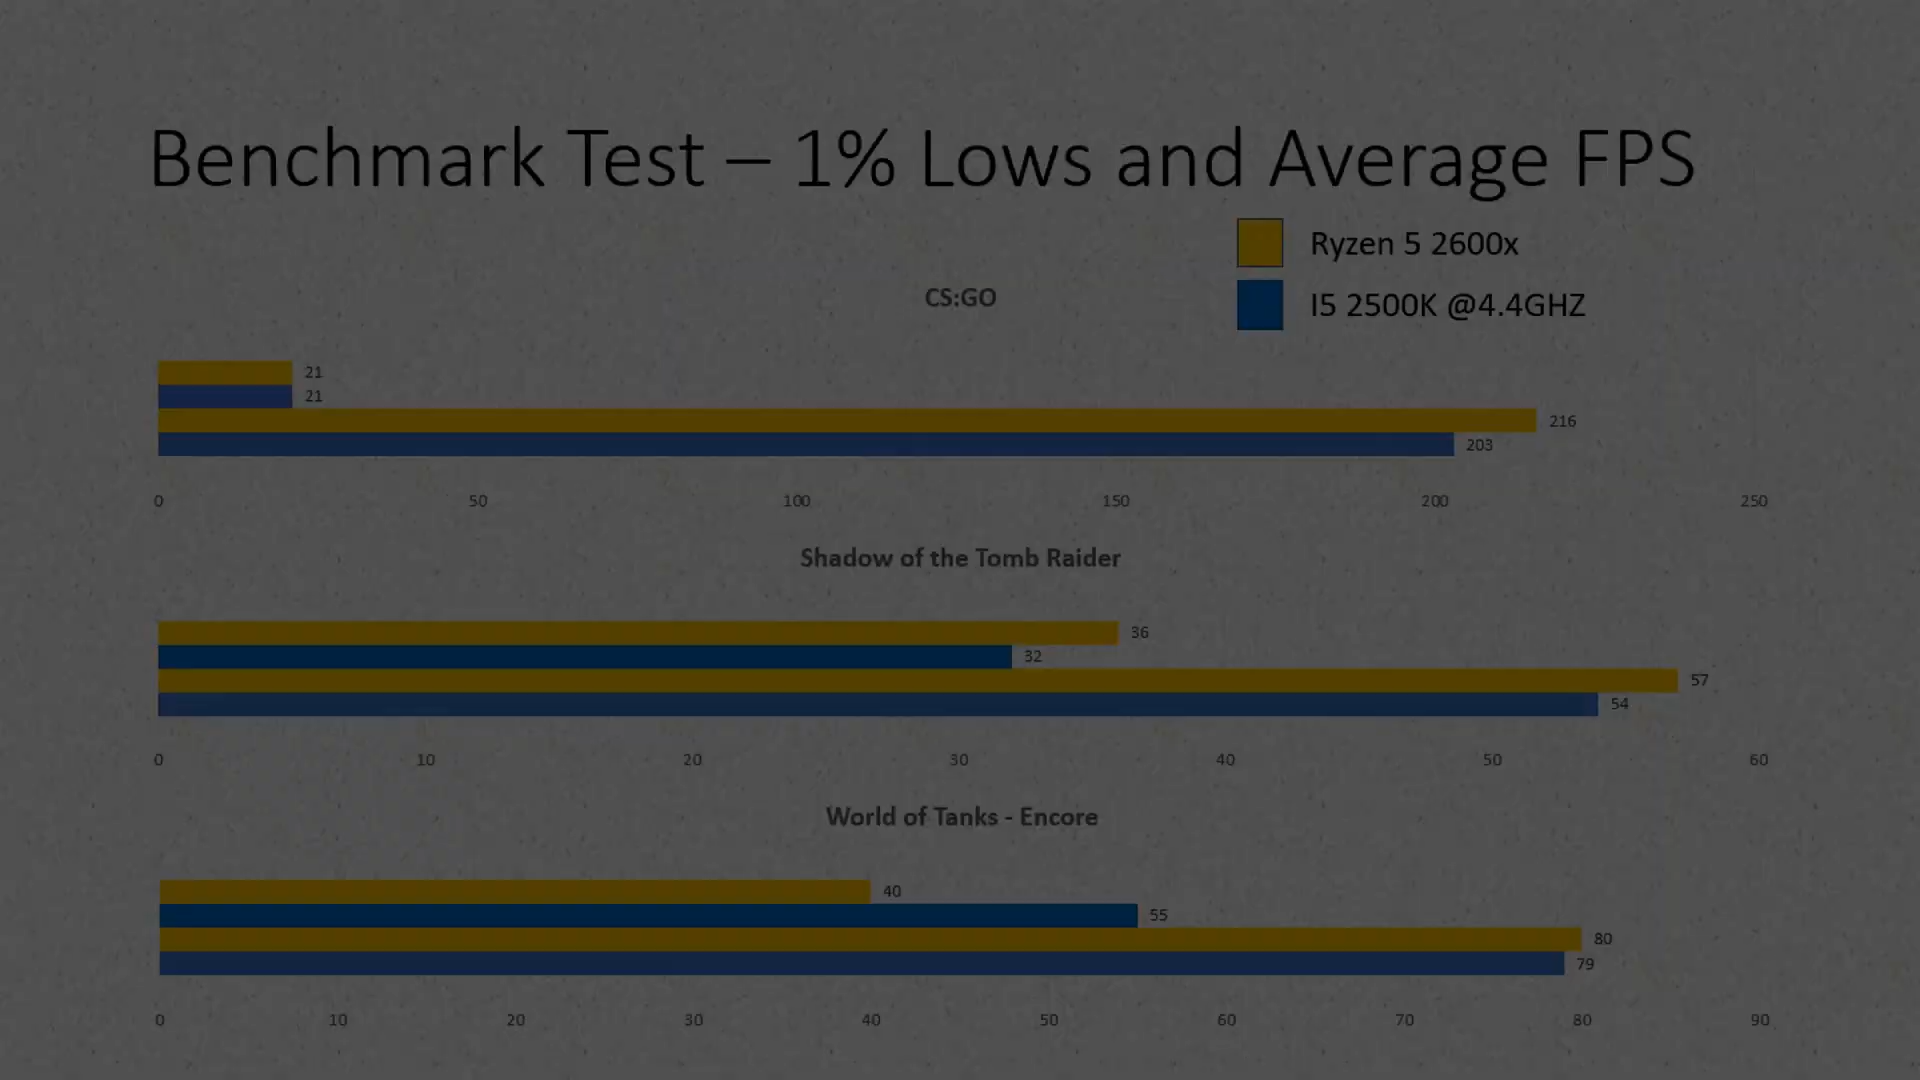 Benchmark Test – 1% Lows and Average FPS
Ryzen 5 2600x
I5 2500K @4.4GHZ
CS:GO
21
21
216
203
0 50 100 150 200 250
Shadow of the Tomb Raider
36
32
57
54
0 10 20 30 40 50 60
World of Tanks - Encore
40
55
80
79
0 10 20 30 40 50 60 70 80 90